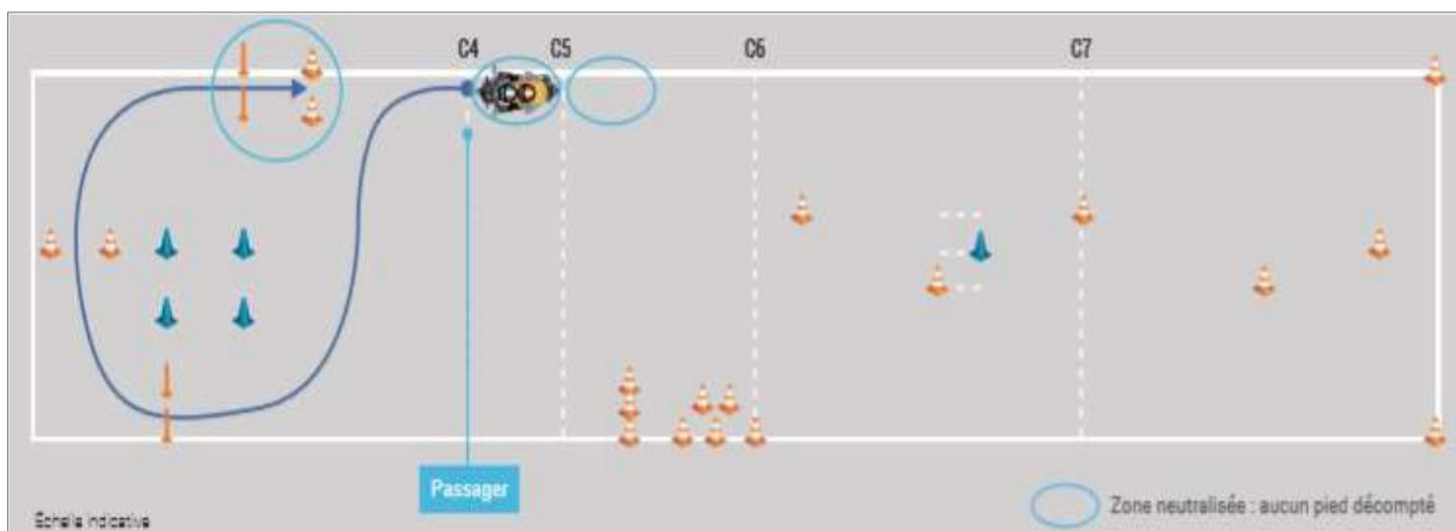 C4 C5 C6 C7
Passager
Zone neutralisée : aucun pied décompté
Echelle indicative